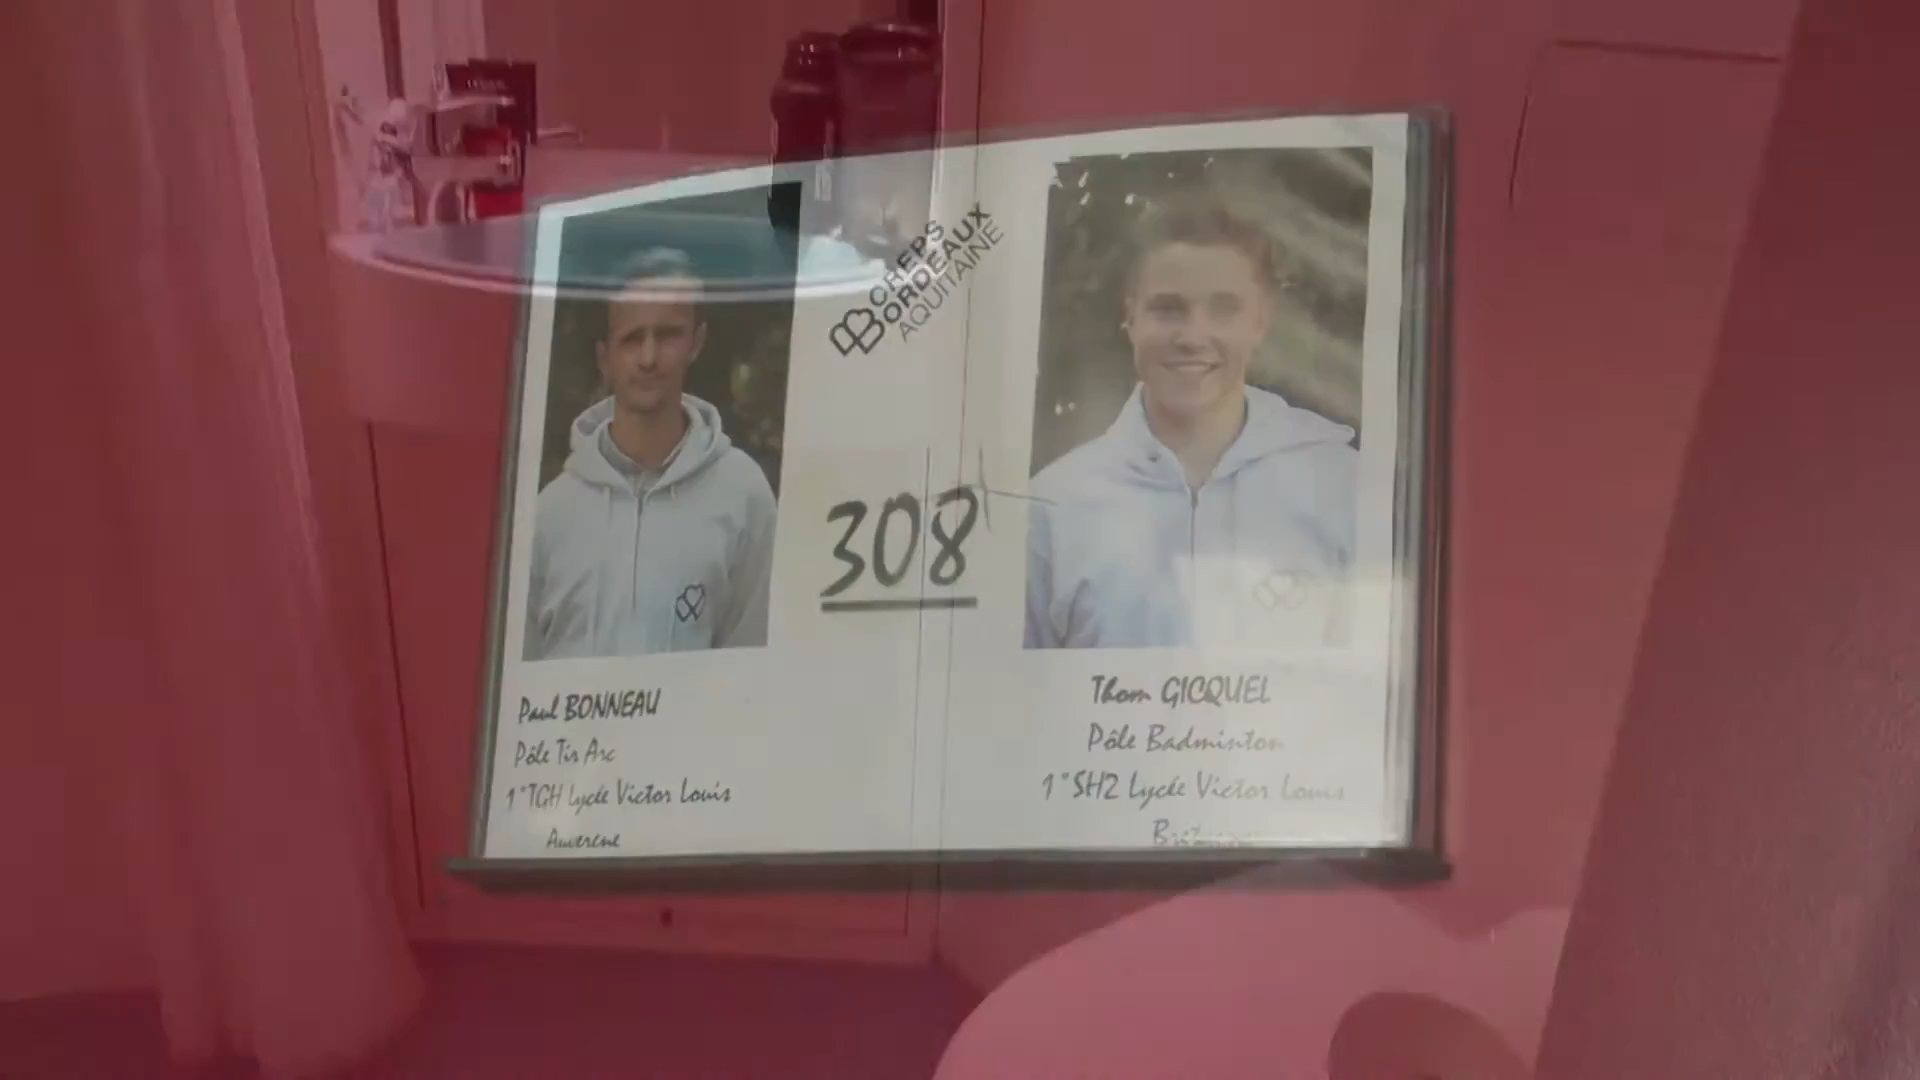 CREPS
BORDEAUX
AQUITAINE
308
Paul BONNEAU
Pôle Tir Arc
1°TGH Lycée Victor Louis
Thom GICQUEL
Pôle Badminton
1°SH2 Lycée Victor Louis